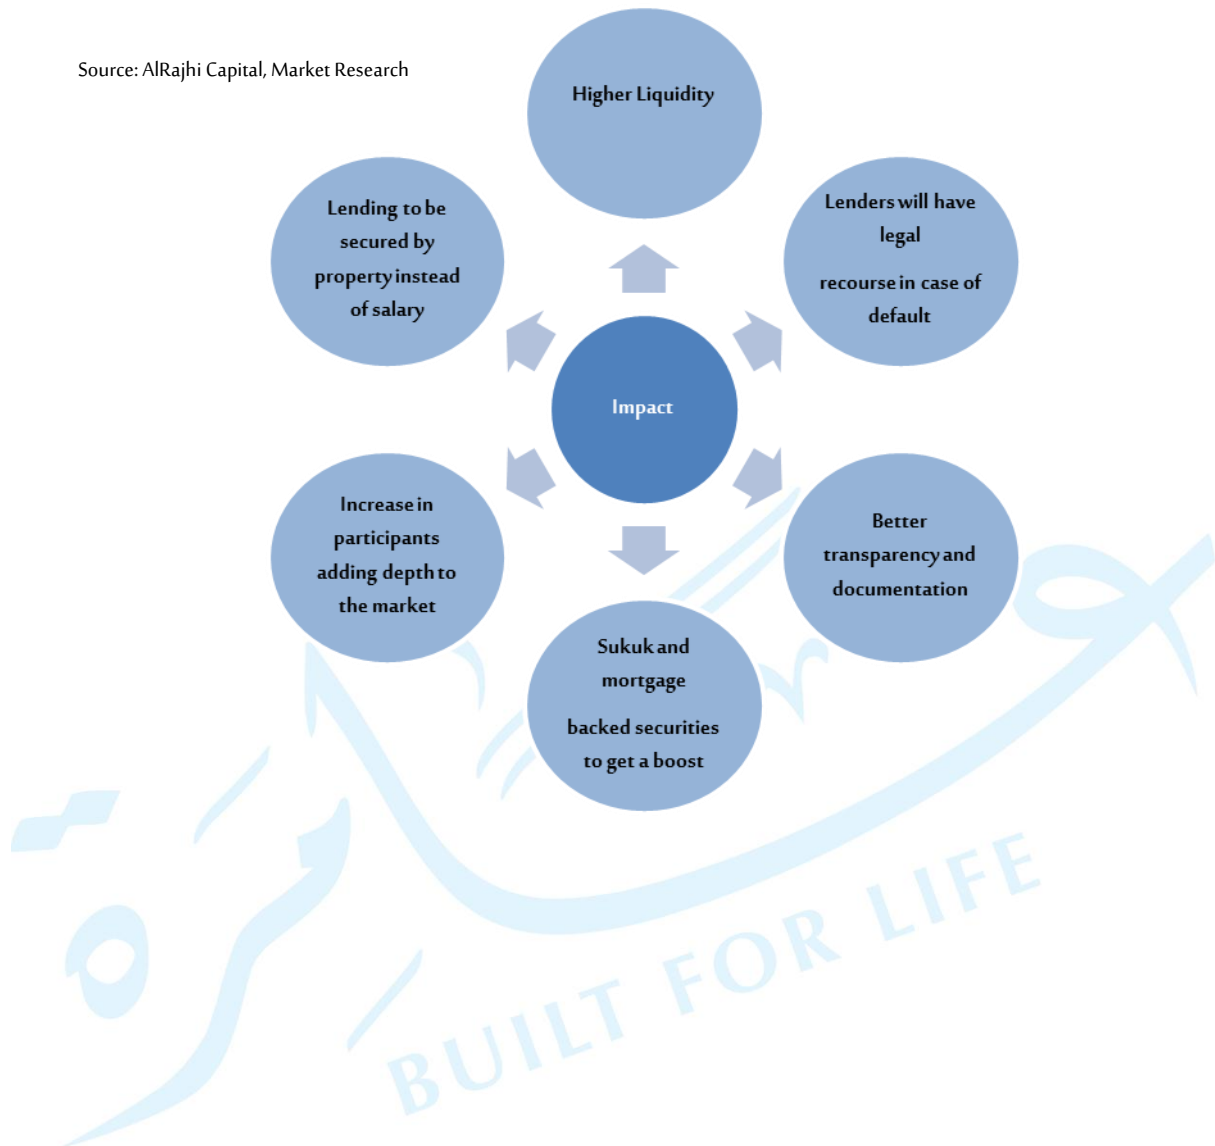 Source: AlRajhi Capital, Market Research
Higher Liquidity
Lenders will have
legal
recourse in case of
default
Better
transparency and
documentation
Sukuk and
mortgage
backed securities
to get a boost
Increase in
participants
adding depth to
the market
Lending to be
secured by
property instead
of salary
Impact
BUILT FOR LIFE